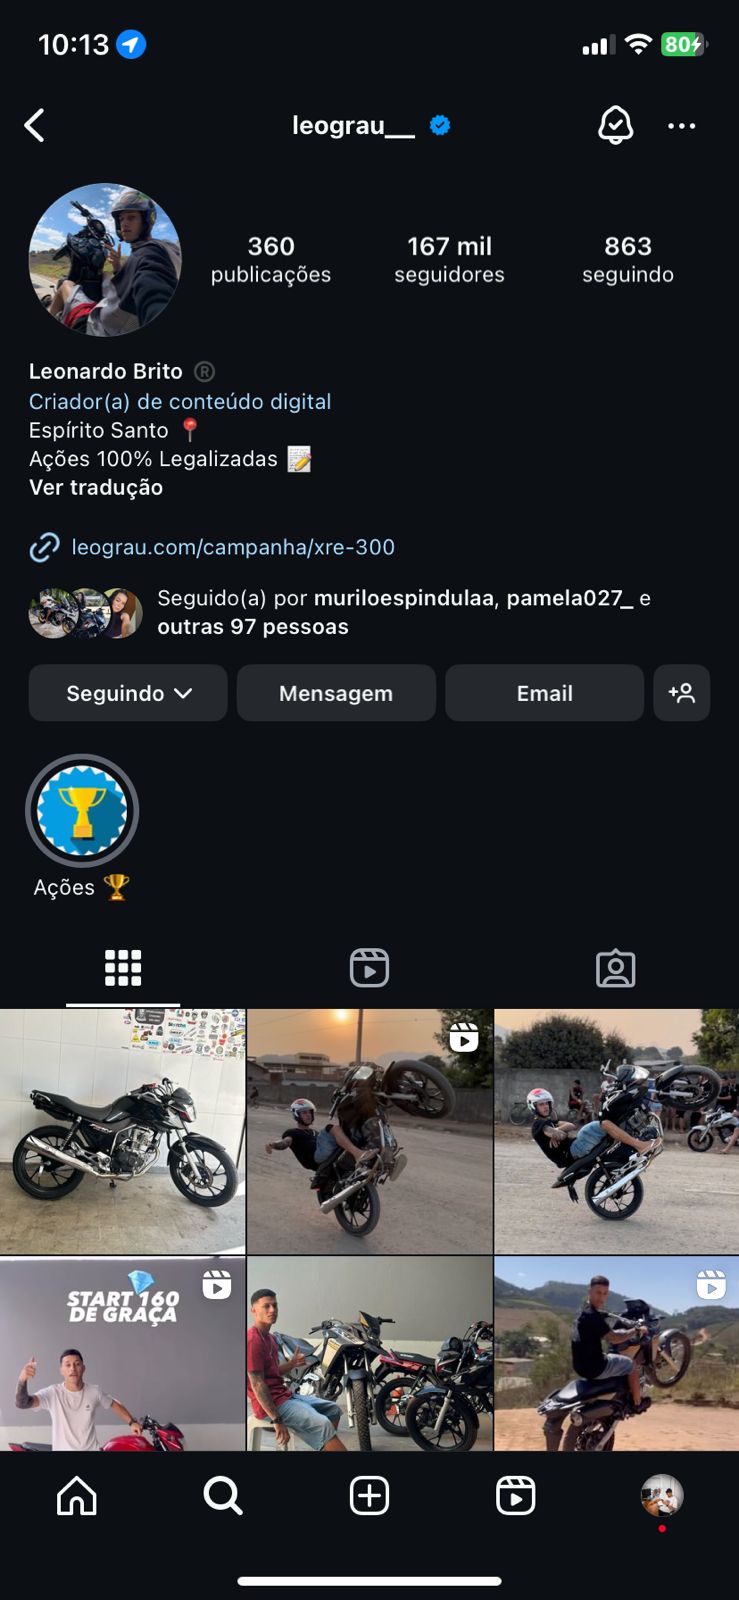 10:13
80
leograu__
360
publicações
167 mil
seguidores
863
seguindo
Leonardo Brito ®
Criador(a) de conteúdo digital
Espírito Santo 📍
Ações 100% Legalizadas 📝
Ver tradução
leograu.com/campanha/xre-300
Seguido(a) por muriloespindulaa, pamela027_ e
outras 97 pessoas
Seguindo
Mensagem
Email
Ações 🏆
START 160
DE GRAÇA